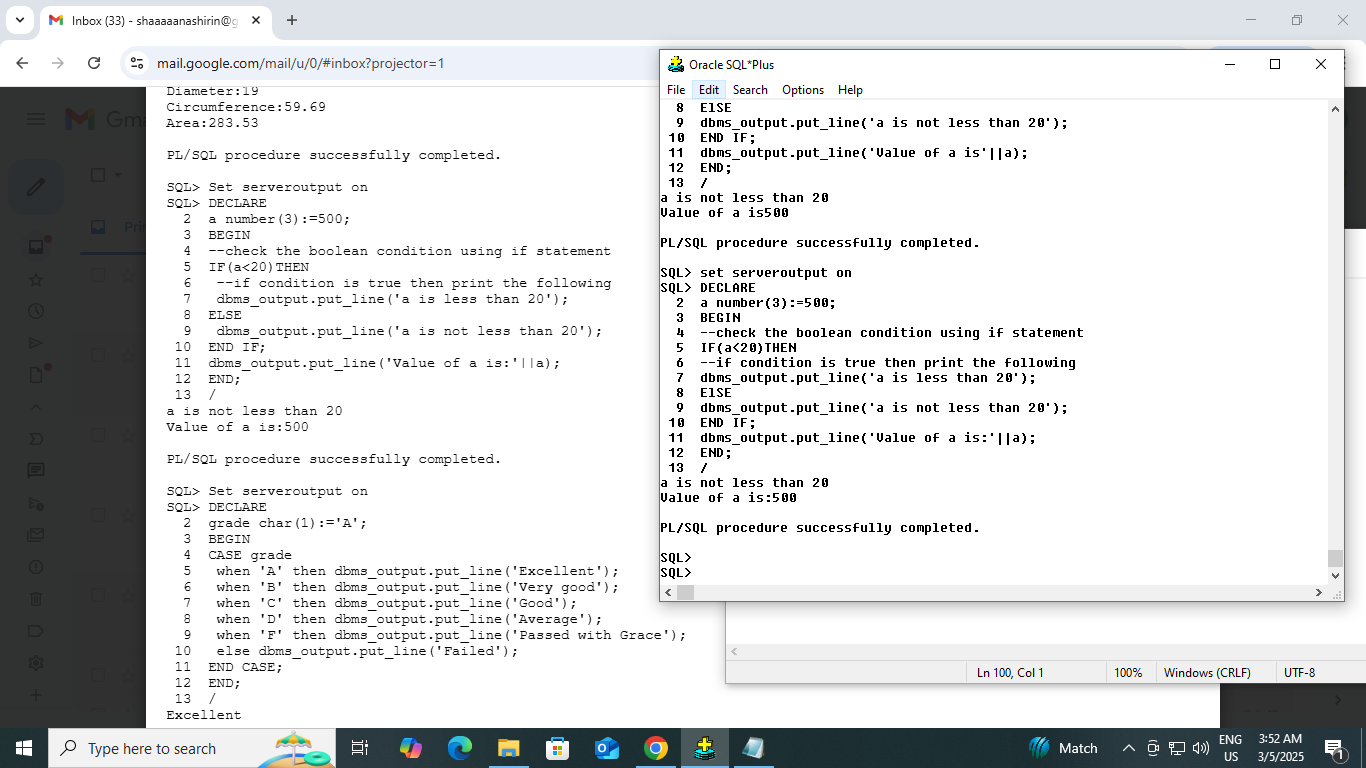 Inbox (33) - shaaaaanashirin@g
mail.google.com/mail/u/0/#inbox?projector=1
Diameter:19
Circumference:59.69
Area:283.53
PL/SQL procedure successfully completed.
SQL> Set serveroutput on
SQL> DECLARE
2 a number(3):=500;
3 BEGIN
4 --check the boolean condition using if statement
5 IF(a<20)THEN
6 --if condition is true then print the following
7 dbms_output.put_line('a is less than 20');
8 ELSE
9 dbms_output.put_line('a is not less than 20');
10 END IF;
11 dbms_output.put_line('Value of a is:'||a);
12 END;
13 /
a is not less than 20
Value of a is:500
PL/SQL procedure successfully completed.
SQL> Set serveroutput on
SQL> DECLARE
2 grade char(1):='A';
3 BEGIN
4 CASE grade
5 when 'A' then dbms_output.put_line('Excellent');
6 when 'B' then dbms_output.put_line('Very good');
7 when 'C' then dbms_output.put_line('Good');
8 when 'D' then dbms_output.put_line('Average');
9 when 'F' then dbms_output.put_line('Passed with Grace');
10 else dbms_output.put_line('Failed');
11 END CASE;
12 END;
13 /
Excellent
Oracle SQL*Plus
File Edit Search Options Help
8 ElSE
9 dbms_output.put_line('a is not less than 20');
10 END IF;
11 dbms_output.put_line('Value of a is'||a);
12 END;
13 /
a is not less than 20
Value of a is500
PL/SQL procedure successfully completed.
SQL> set serveroutput on
SQL> DECLARE
2 a number(3):=500;
3 BEGIN
4 --check the boolean condition using if statement
5 IF(a<20)THEN
6 --if condition is true then print the following
7 dbms_output.put_line('a is less than 20');
8 ElSE
9 dbms_output.put_line('a is not less than 20');
10 END IF;
11 dbms_output.put_line('Value of a is:'||a);
12 END;
13 /
a is not less than 20
Value of a is:500
PL/SQL procedure successfully completed.
SQL>
SQL>
Ln 100, Col 1 100% Windows (CRLF) UTF-8
Type here to search
Match
ENG
US
3:52 AM
3/5/2025
1